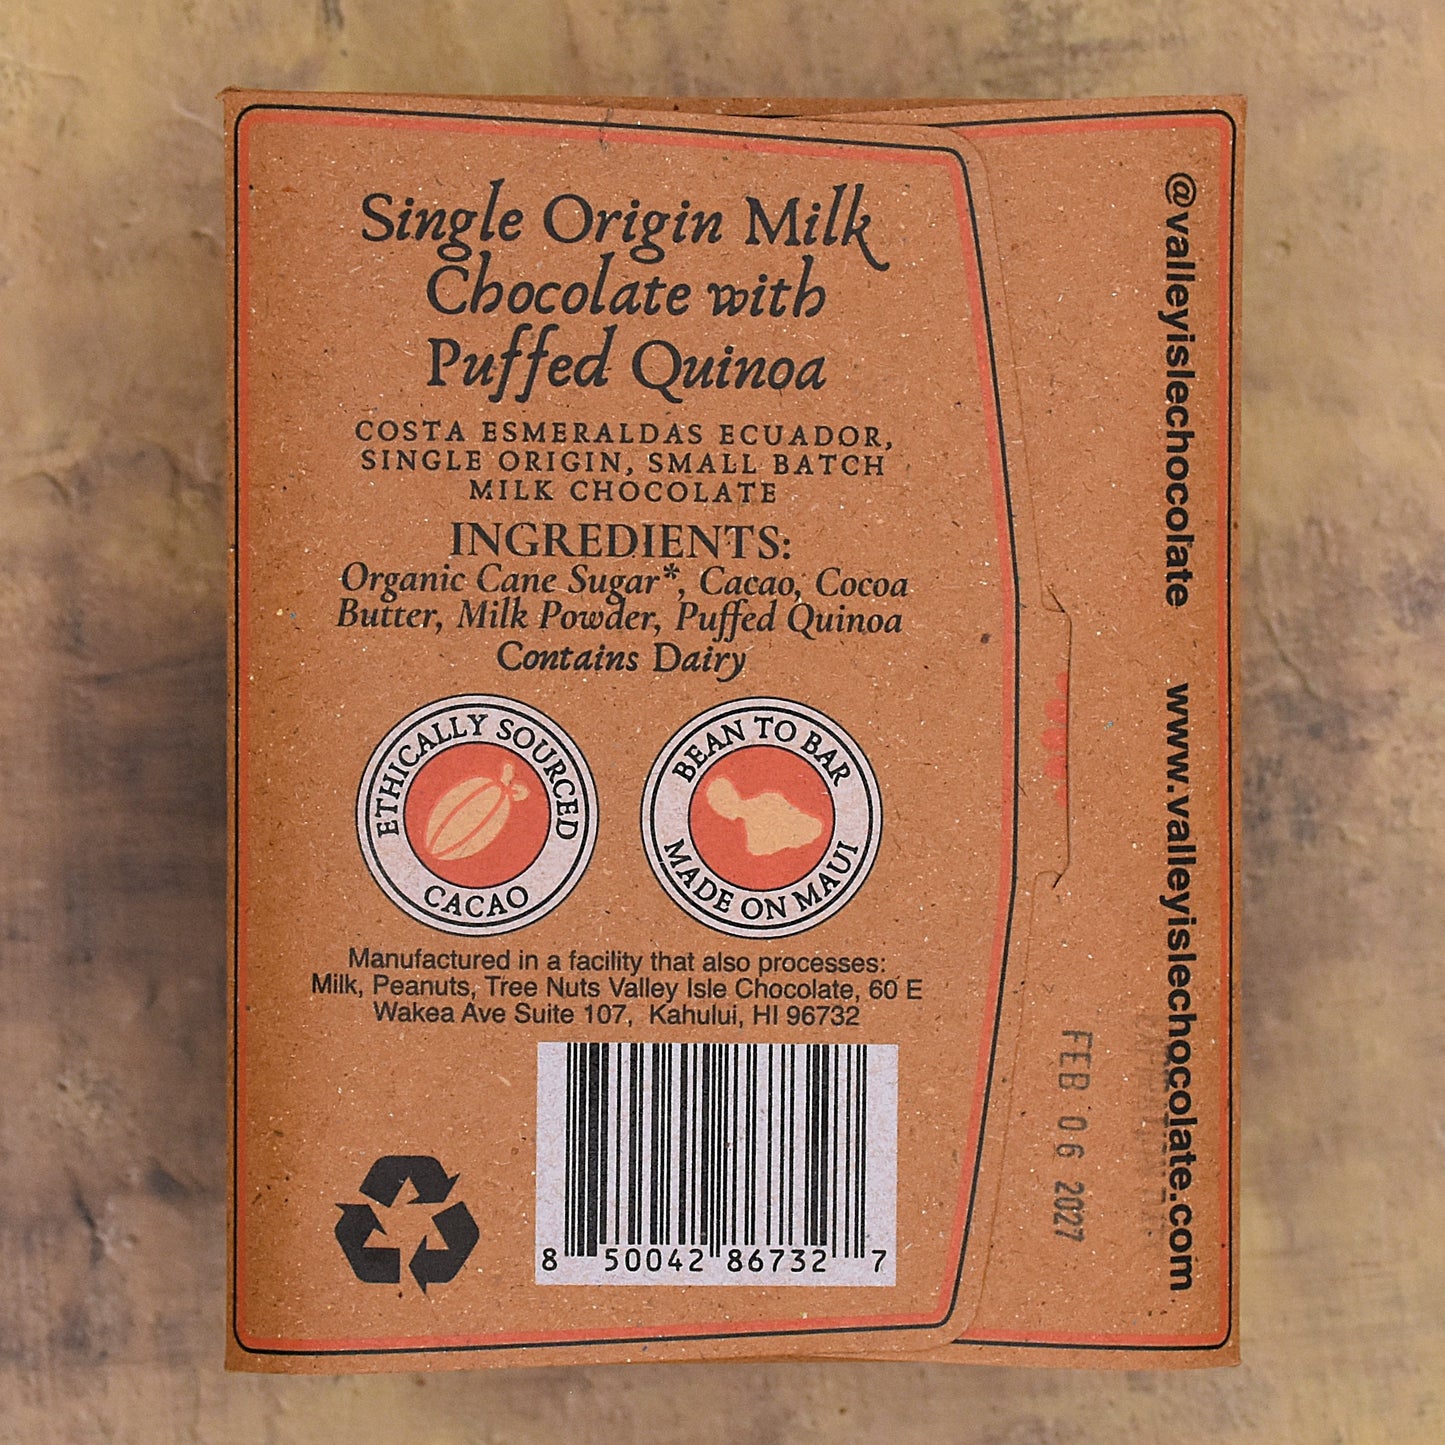 Single Origin Milk
Chocolate with
Puffed Quinoa
COSTA ESMERALDAS ECUADOR,
SINGLE ORIGIN, SMALL BATCH
MILK CHOCOLATE
INGREDIENTS:
Organic Cane Sugar*, Cacao, Cocoa
Butter, Milk Powder, Puffed Quinoa
Contains Dairy
ETHICALLY SOURCED
CACAO
BEAN TO BAR
MADE ON MAUI
Manufactured in a facility that also processes:
Milk, Peanuts, Tree Nuts Valley Isle Chocolate, 60 E
Wakea Ave Suite 107, Kahului, HI 96732
8 50042 86732 7
@valleyislechocolate www.valleyislechocolate.com
FEB 06 2027